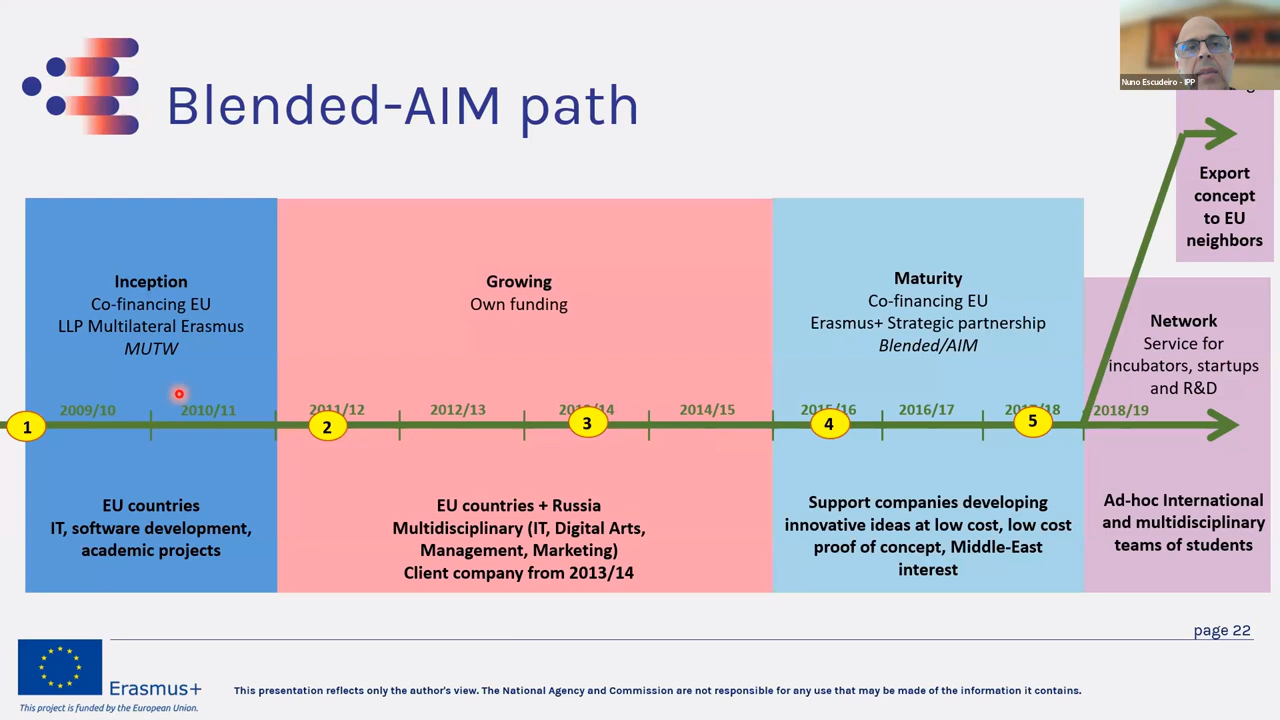 Blended-AIM path
Nuno Escudeiro - IPP
Export
concept
to EU
neighbors
Inception
Co-financing EU
LLP Multilateral Erasmus
MUTW
Growing
Own funding
Maturity
Co-financing EU
Erasmus+ Strategic partnership
Blended/AIM
Network
Service for
incubators, startups
and R&D
2009/10 2010/11 2011/12 2012/13 2013/14 2014/15 2015/16 2016/17 2017/18 2018/19
1 2 3 4 5
EU countries
IT, software development,
academic projects
EU countries + Russia
Multidisciplinary (IT, Digital Arts,
Management, Marketing)
Client company from 2013/14
Support companies developing
innovative ideas at low cost, low cost
proof of concept, Middle-East
interest
Ad-hoc International
and multidisciplinary
teams of students
page 22
Erasmus+
This project is funded by the European Union.
This presentation reflects only the author's view. The National Agency and Commission are not responsible for any use that may be made of the information it contains.